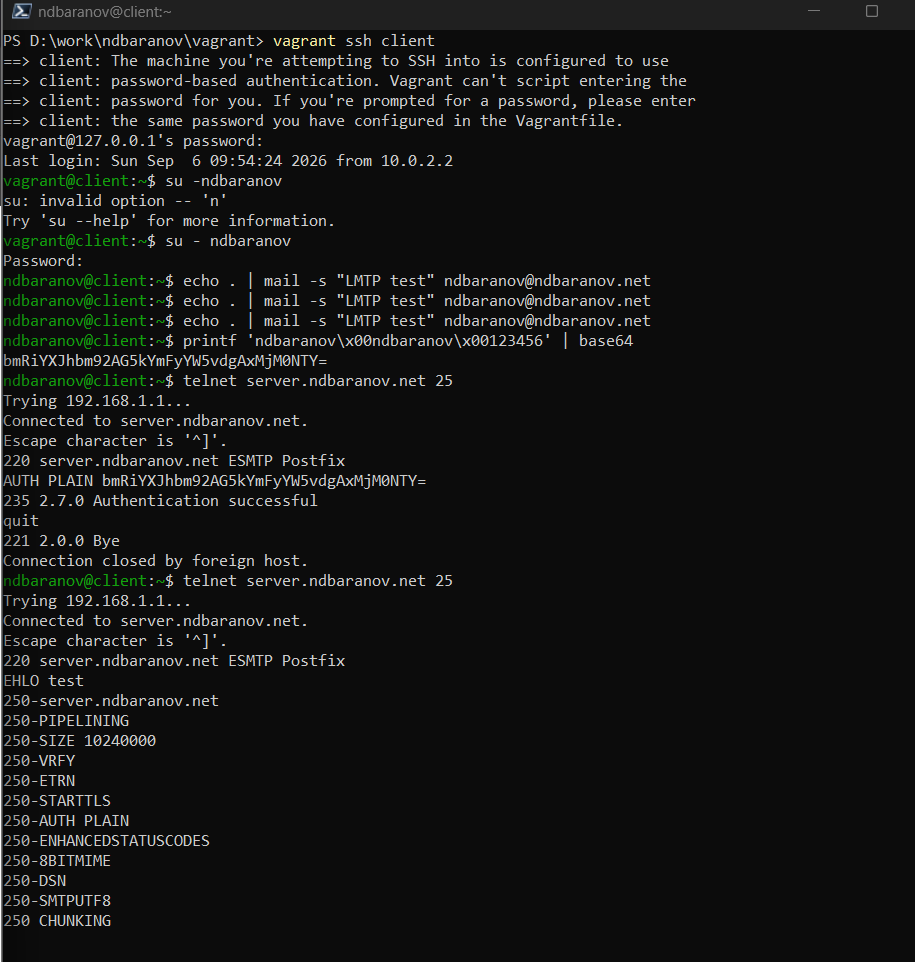 ndbaranov@client:~
PS D:\work\ndbaranov\vagrant> vagrant ssh client
==> client: The machine you're attempting to SSH into is configured to use
==> client: password-based authentication. Vagrant can't script entering the
==> client: password for you. If you're prompted for a password, please enter
==> client: the same password you have configured in the Vagrantfile.
vagrant@127.0.0.1's password:
Last login: Sun Sep  6 09:54:24 2026 from 10.0.2.2
vagrant@client:~$ su -ndbaranov
su: invalid option -- 'n'
Try 'su --help' for more information.
vagrant@client:~$ su - ndbaranov
Password:
ndbaranov@client:~$ echo . | mail -s "LMTP test" ndbaranov@ndbaranov.net
ndbaranov@client:~$ echo . | mail -s "LMTP test" ndbaranov@ndbaranov.net
ndbaranov@client:~$ echo . | mail -s "LMTP test" ndbaranov@ndbaranov.net
ndbaranov@client:~$ printf 'ndbaranov\x00ndbaranov\x00123456' | base64
bmRiYXJhbm92AG5kYmFyYW5vdgAxMjM0NTY=
ndbaranov@client:~$ telnet server.ndbaranov.net 25
Trying 192.168.1.1...
Connected to server.ndbaranov.net.
Escape character is '^]'.
220 server.ndbaranov.net ESMTP Postfix
AUTH PLAIN bmRiYXJhbm92AG5kYmFyYW5vdgAxMjM0NTY=
235 2.7.0 Authentication successful
quit
221 2.0.0 Bye
Connection closed by foreign host.
ndbaranov@client:~$ telnet server.ndbaranov.net 25
Trying 192.168.1.1...
Connected to server.ndbaranov.net.
Escape character is '^]'.
220 server.ndbaranov.net ESMTP Postfix
EHLO test
250-server.ndbaranov.net
250-PIPELINING
250-SIZE 10240000
250-VRFY
250-ETRN
250-STARTTLS
250-AUTH PLAIN
250-ENHANCEDSTATUSCODES
250-8BITMIME
250-DSN
250-SMTPUTF8
250 CHUNKING